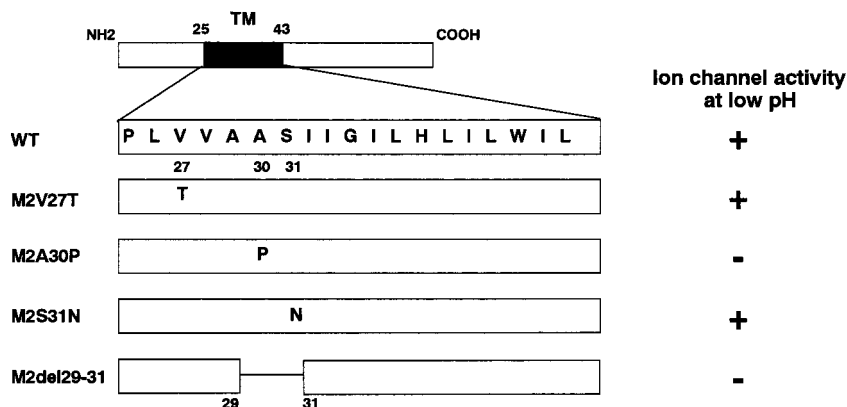 TM
25 43
NH2 COOH
Ion channel activity
at low pH
WT P L V V A A S I I G I L H L I L W I L +
27 30 31
M2V27T T +
M2A30P P -
M2S31N N +
M2del29-31 -
29 31